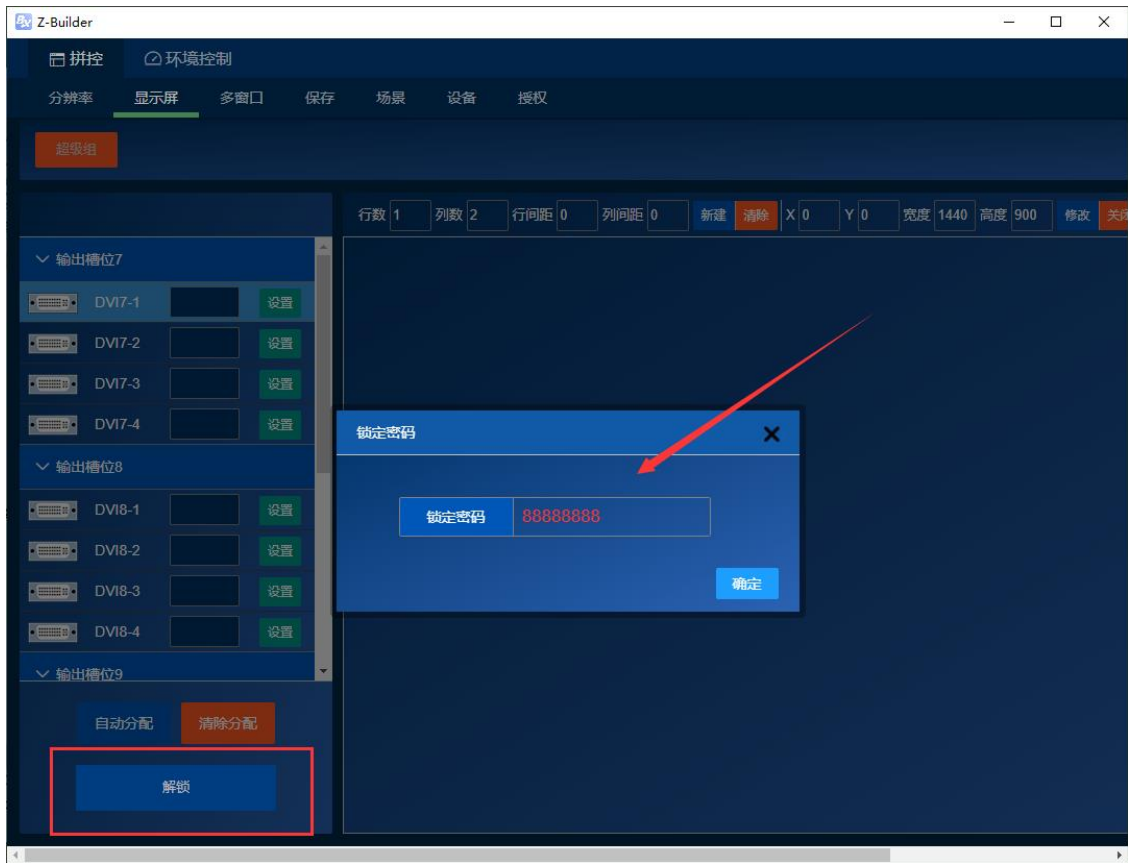 Z-Builder
拼控 环境控制
分辨率 显示屏 多窗口 保存 场景 设备 授权
超级组
行数 1 列数 2 行间距 0 列间距 0 新建 清除 X 0 Y 0 宽度 1440 高度 900 修改 关闭
输出槽位7
DVI7-1 设置
DVI7-2 设置
DVI7-3 设置
DVI7-4 设置
锁定密码
输出槽位8
锁定密码 88888888
DVI8-1 设置
DVI8-2 设置
DVI8-3 设置
确定
DVI8-4 设置
输出槽位9
自动分配 清除分配
解锁